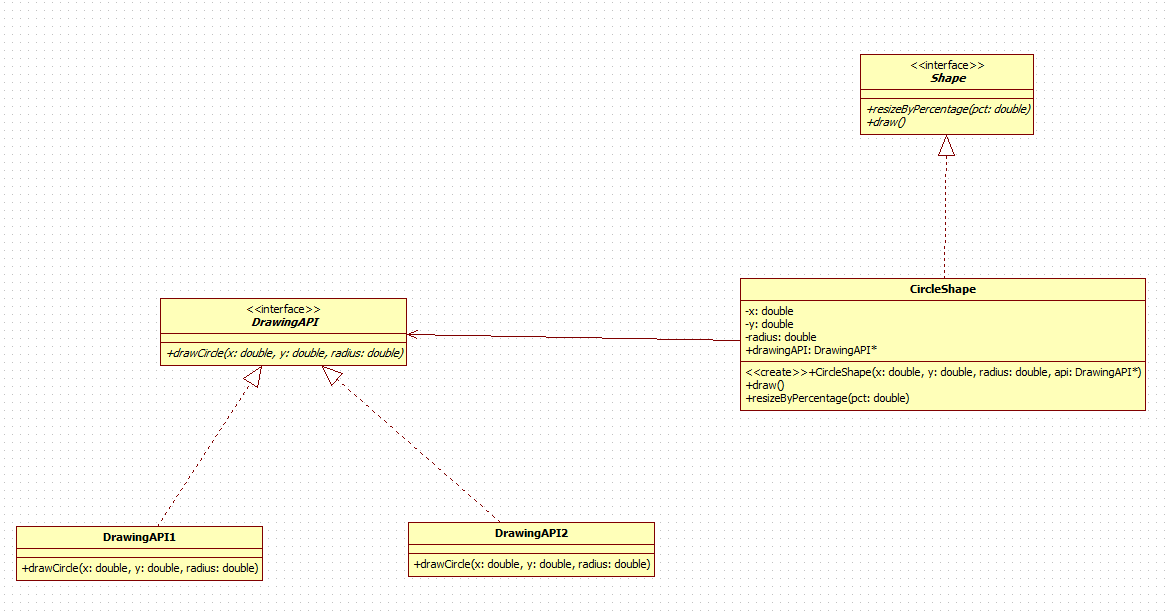 <<interface>>
Shape
+resizeByPercentage(pct: double)
+draw()
CircleShape
-x: double
-y: double
-radius: double
+drawingAPI: DrawingAPI*
<<create>>+CircleShape(x: double, y: double, radius: double, api: DrawingAPI*)
+draw()
+resizeByPercentage(pct: double)
<<interface>>
DrawingAPI
+drawCircle(x: double, y: double, radius: double)
DrawingAPI1
+drawCircle(x: double, y: double, radius: double)
DrawingAPI2
+drawCircle(x: double, y: double, radius: double)